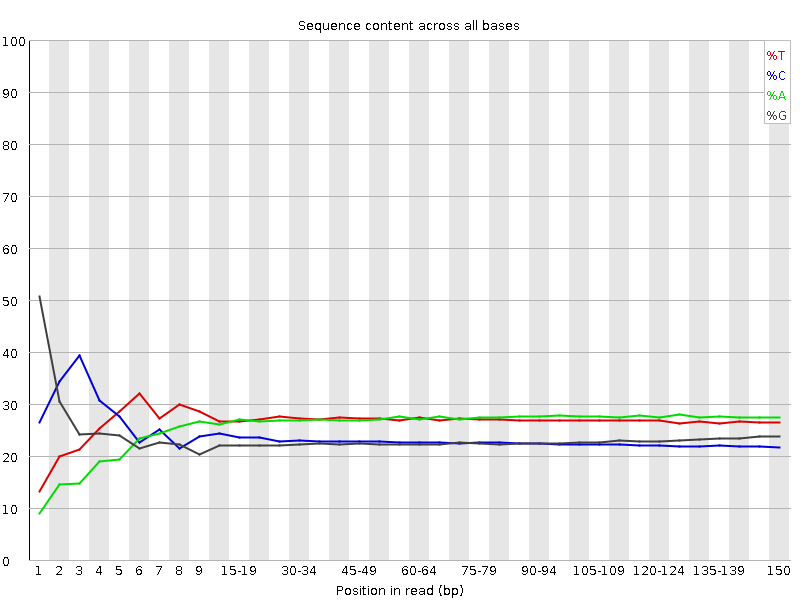 Sequence content across all bases
%T
%C
%A
%G
100
90
80
70
60
50
40
30
20
10
0
1 2 3 4 5 6 7 8 9 15-19 30-34 45-49 60-64 75-79 90-94 105-109 120-124 135-139 150
Position in read (bp)